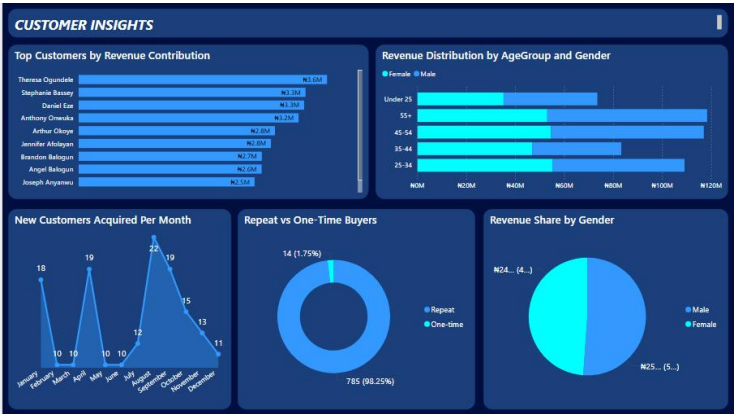 CUSTOMER INSIGHTS
Top Customers by Revenue Contribution
Theresa Ogundele ₦3.6M
Stephanie Bassey ₦3.3M
Daniel Eze ₦3.3M
Anthony Onwuka ₦3.2M
Arthur Okoye ₦2.8M
Jennifer Afolayan ₦2.8M
Brandon Balogun ₦2.7M
Angel Balogun ₦2.6M
Joseph Anyanwu ₦2.5M
Revenue Distribution by AgeGroup and Gender
Female Male
Under 25
55+
45-54
35-44
25-34
₦0M ₦20M ₦40M ₦60M ₦80M ₦100M ₦120M
New Customers Acquired Per Month
18 10 10 19 10 10 12 22 19 15 13 11
January February March April May June July August September October November December
Repeat vs One-Time Buyers
14 (1.75%)
Repeat
One-time
785 (98.25%)
Revenue Share by Gender
₦24... (4...)
Male
Female
₦25... (5...)